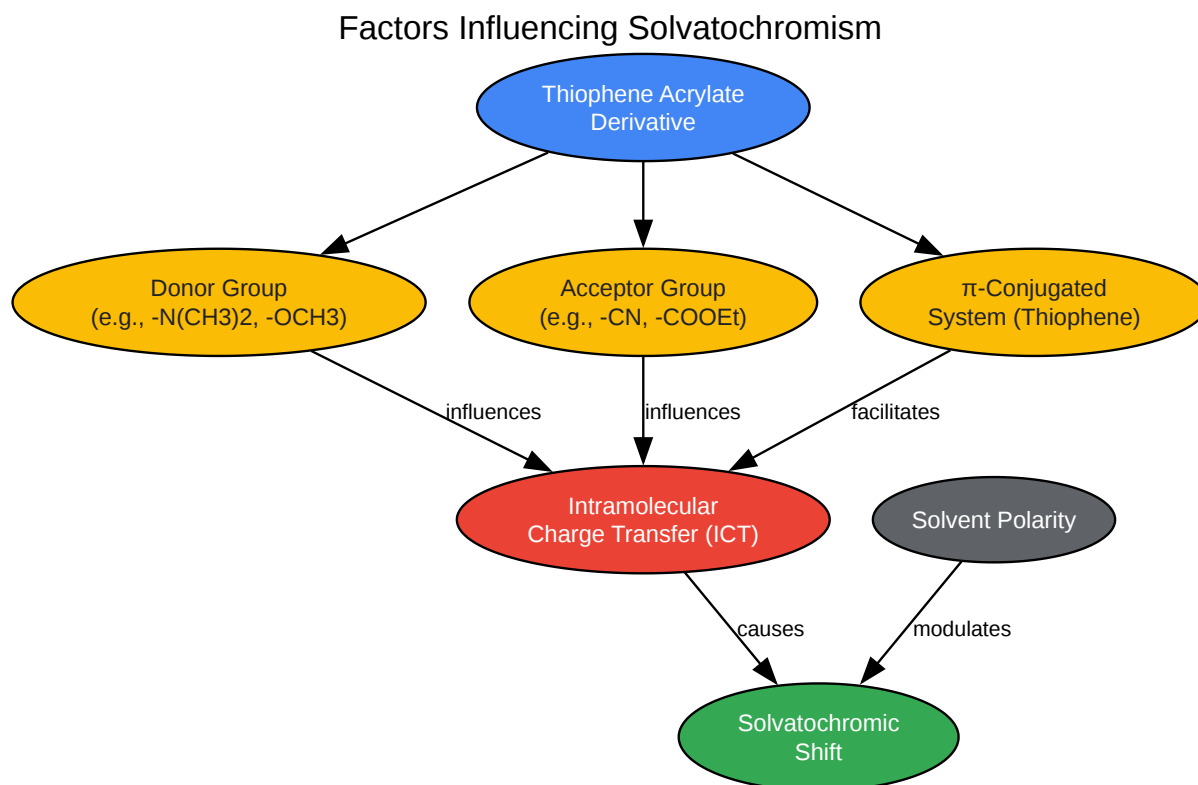 Factors Influencing Solvatochromism
Thiophene Acrylate
Derivative
Donor Group
(e.g., -N(CH3)2, -OCH3)
Acceptor Group
(e.g., -CN, -COOEt)
π-Conjugated
System (Thiophene)
influences
influences
facilitates
Intramolecular
Charge Transfer (ICT)
Solvent Polarity
causes
modulates
Solvatochromic
Shift